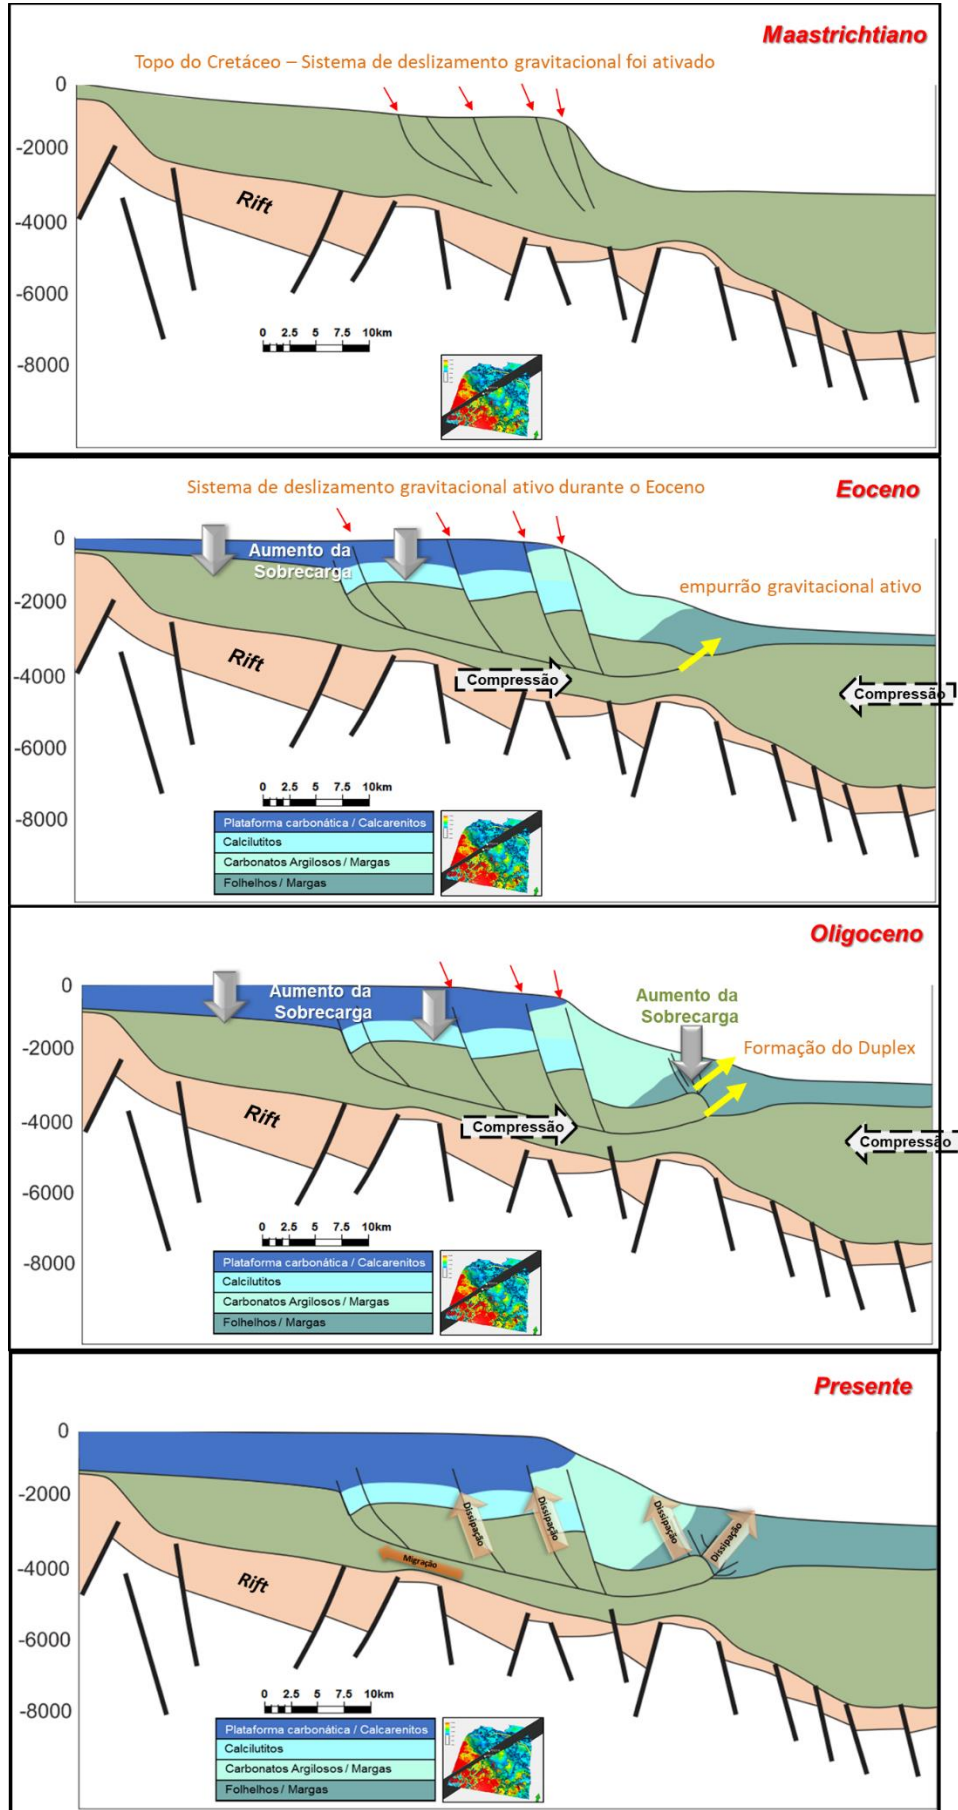 Maastrichtiano
Topo do Cretáceo – Sistema de deslizamento gravitacional foi ativado
0
-2000
-4000
-6000
-8000
Rift
0 2.5 5 7.5 10km
Eoceno
Sistema de deslizamento gravitacional ativo durante o Eoceno
0
Aumento da
Sobrecarga
empurrão gravitacional ativo
-2000
Rift
-4000
Compressão
Compressão
-6000
0 2.5 5 7.5 10km
-8000
Plataforma carbonática / Calcarenitos
Calcilutitos
Carbonatos Argilosos / Margas
Folhelhos / Margas
Oligoceno
0
Aumento da
Sobrecarga
Aumento da
Sobrecarga
Formação do Duplex
-2000
Rift
-4000
Compressão
Compressão
-6000
0 2.5 5 7.5 10km
-8000
Plataforma carbonática / Calcarenitos
Calcilutitos
Carbonatos Argilosos / Margas
Folhelhos / Margas
Presente
0
-2000
Dissipação
Dissipação
Dissipação
Dissipação
Migração
-4000
Rift
-6000
0 2.5 5 7.5 10km
-8000
Plataforma carbonática / Calcarenitos
Calcilutitos
Carbonatos Argilosos / Margas
Folhelhos / Margas